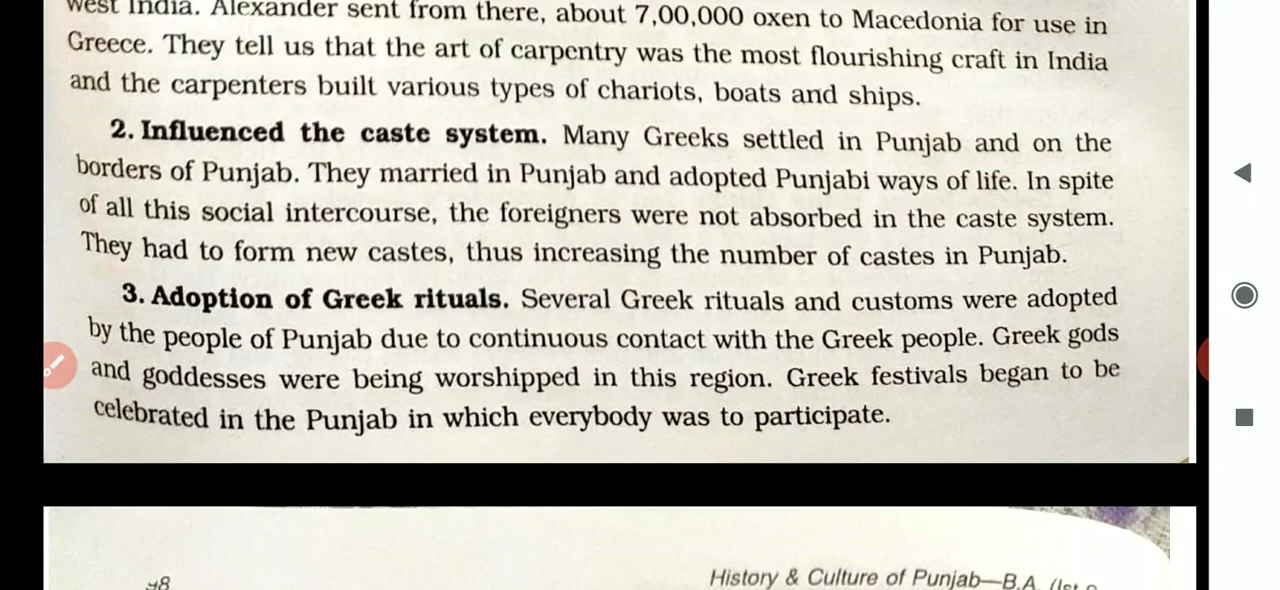 west India. Alexander sent from there, about 7,00,000 oxen to Macedonia for use in
Greece. They tell us that the art of carpentry was the most flourishing craft in India
and the carpenters built various types of chariots, boats and ships.
2. Influenced the caste system. Many Greeks settled in Punjab and on the
borders of Punjab. They married in Punjab and adopted Punjabi ways of life. In spite
of all this social intercourse, the foreigners were not absorbed in the caste system.
They had to form new castes, thus increasing the number of castes in Punjab.
3. Adoption of Greek rituals. Several Greek rituals and customs were adopted
by the people of Punjab due to continuous contact with the Greek people. Greek gods
and goddesses were being worshipped in this region. Greek festivals began to be
celebrated in the Punjab in which everybody was to participate.
History & Culture of Punjab—B.A.